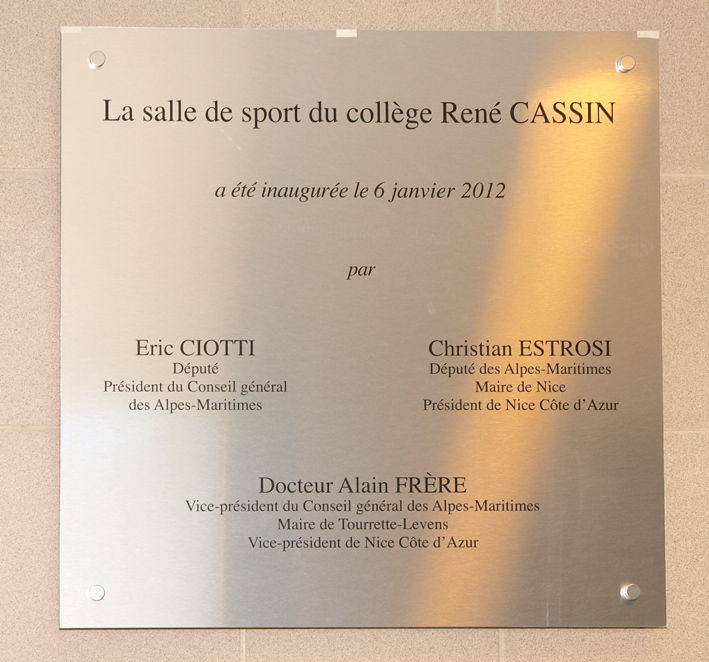 La salle de sport du collège René CASSIN
a été inaugurée le 6 janvier 2012
par
Eric CIOTTI
Député
Président du Conseil général
des Alpes-Maritimes
Christian ESTROSI
Député des Alpes-Maritimes
Maire de Nice
Président de Nice Côte d'Azur
Docteur Alain FRÈRE
Vice-président du Conseil général des Alpes-Maritimes
Maire de Tourrette-Levens
Vice-président de Nice Côte d'Azur